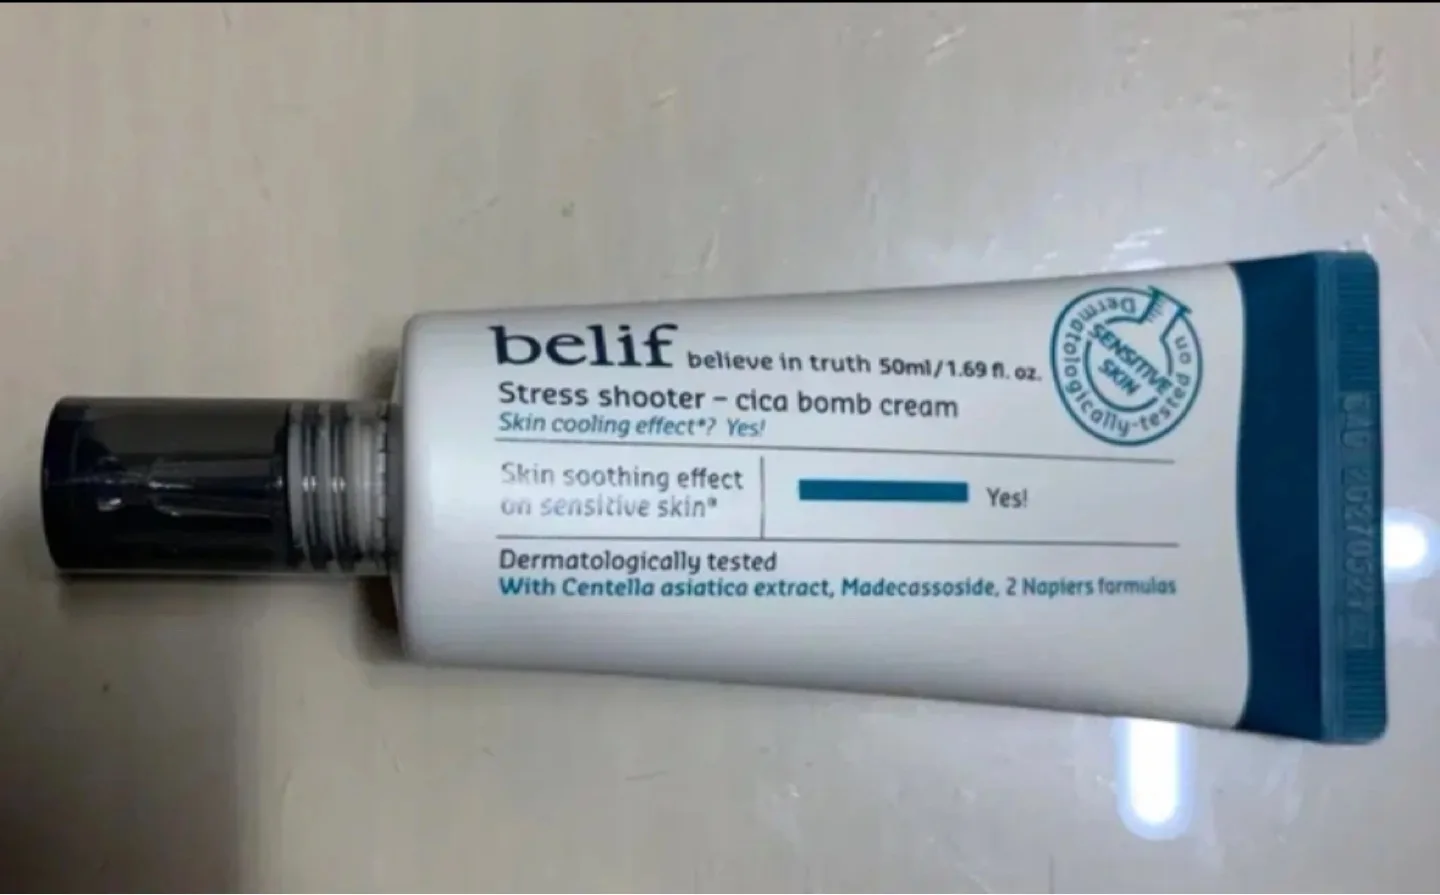 belif believe in truth 50ml/1.69 fl. oz.
Stress shooter – cica bomb cream
Skin cooling effect*? Yes!
Skin soothing effect
on sensitive skin*
Yes!
Dermatologically tested
With Centella asiatica extract, Madecassoside, 2 Napiers formulas
Dermatologically-tested on
SENSITIVE
SKIN